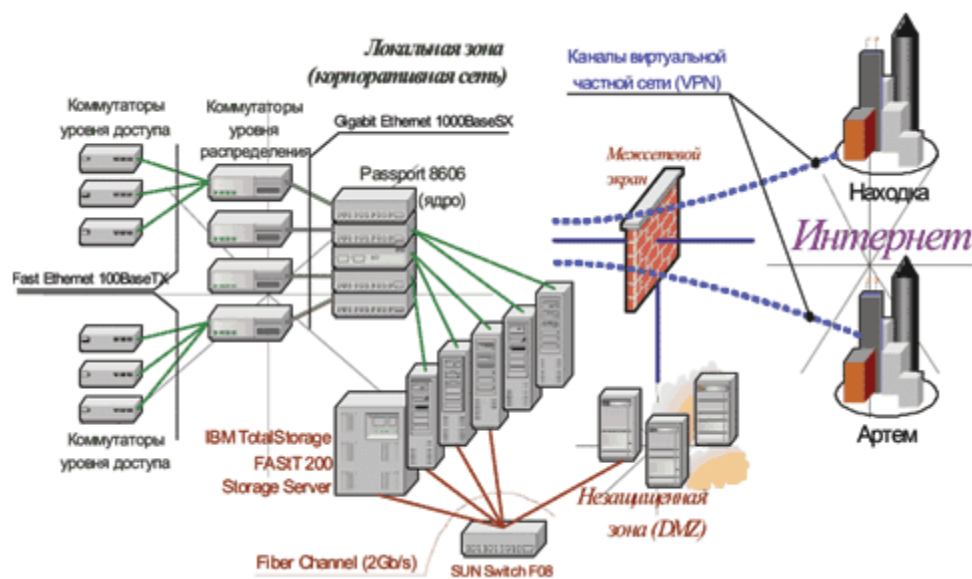 Локальная зона
(корпоративная сеть)
Коммутаторы
уровня доступа
Коммутаторы
уровня
распределения
Gigabit Ethernet 1000BaseSX
Каналы виртуальной
частной сети (VPN)
Passport 8606
(ядро)
Межсетевой
экран
Находка
Интернет
Fast Ethernet 100BaseTX
Коммутаторы
уровня доступа
IBM TotalStorage
FAStT 200
Storage Server
Артем
Незащищенная
зона (DMZ)
Fiber Channel (2Gb/s)
SUN Switch F08